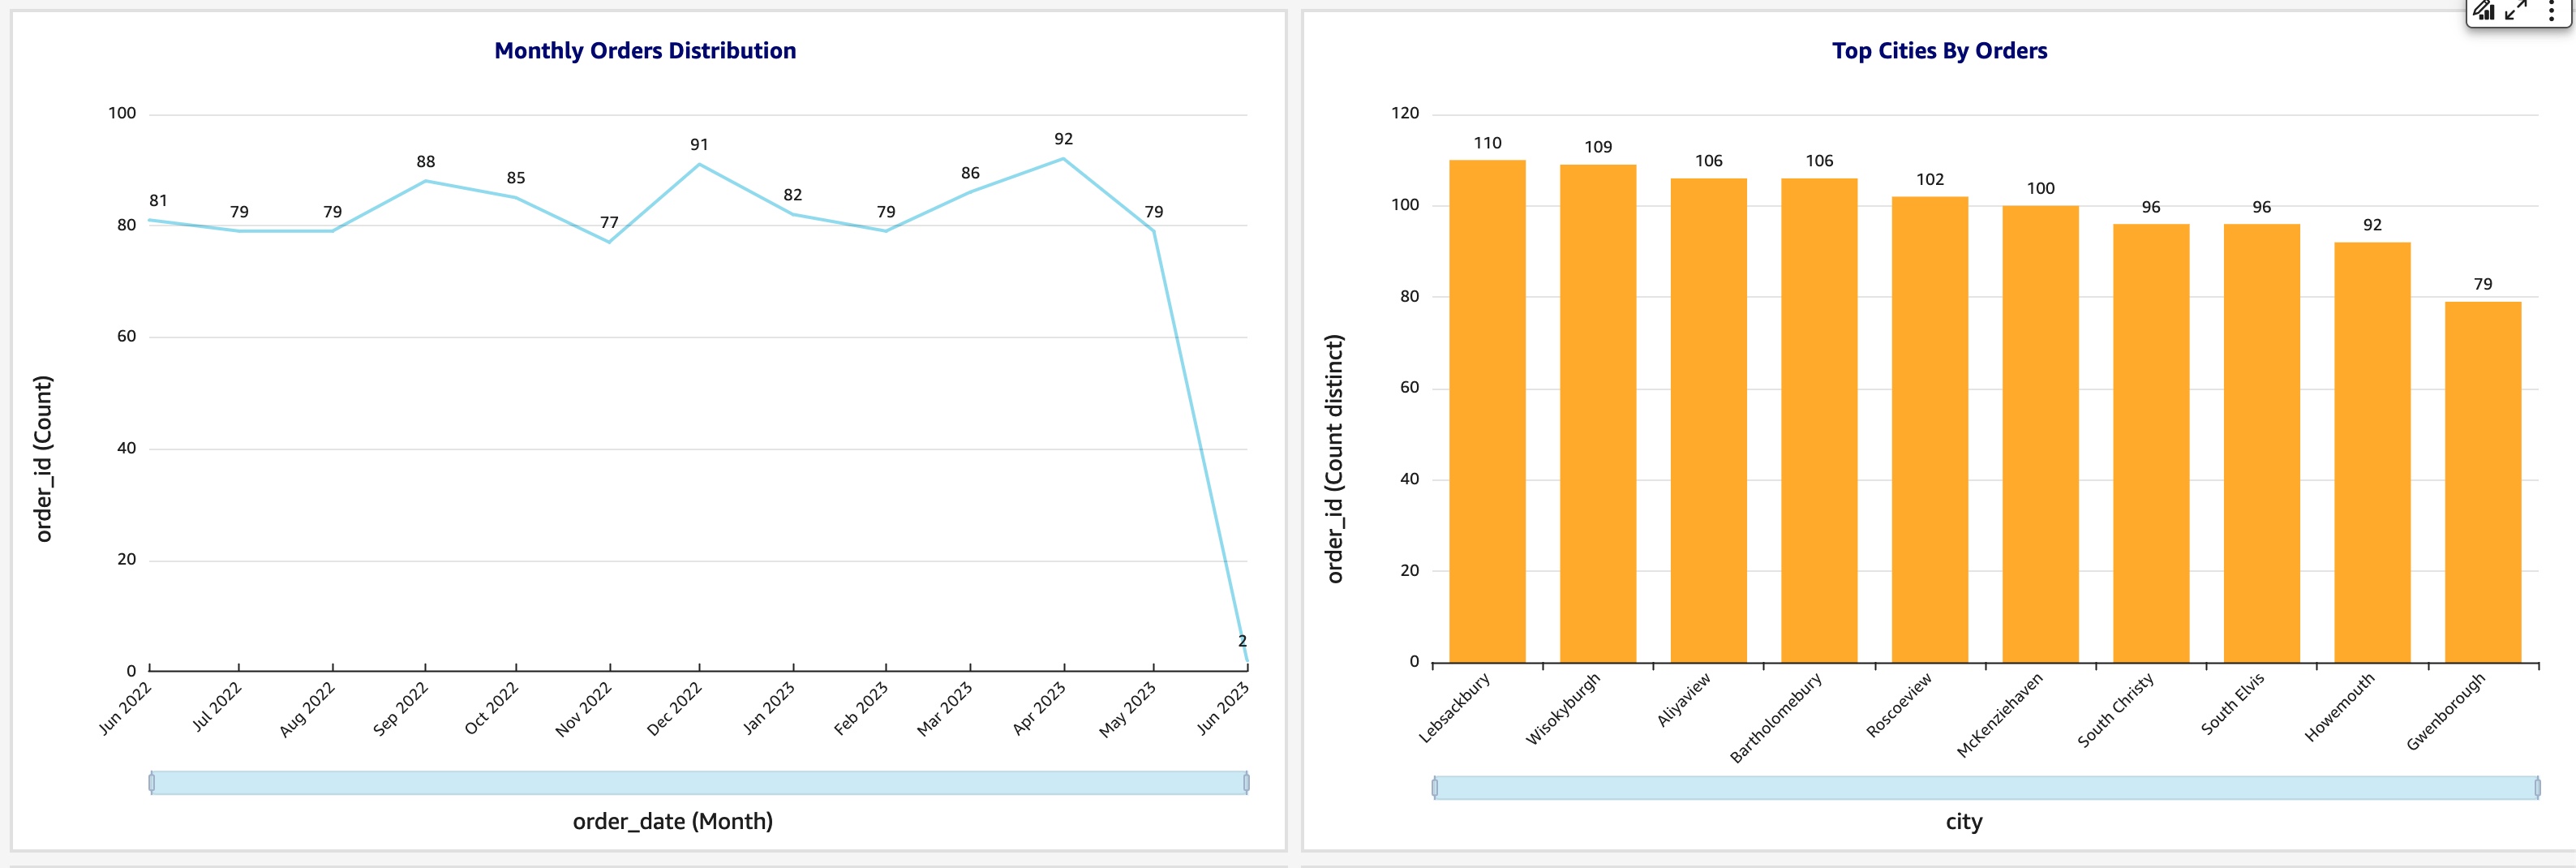 Monthly Orders Distribution
100
80
60
40
20
0
order_id (Count)
81
79
79
88
85
77
91
82
79
86
92
79
2
Jun 2022
Jul 2022
Aug 2022
Sep 2022
Oct 2022
Nov 2022
Dec 2022
Jan 2023
Feb 2023
Mar 2023
Apr 2023
May 2023
Jun 2023
order_date (Month)
Top Cities By Orders
120
100
80
60
40
20
0
order_id (Count distinct)
110
109
106
106
102
100
96
96
92
79
Lebsackbury
Wisokyburgh
Aliyaview
Bartholomebury
Roscoeview
McKenziehaven
South Christy
South Elvis
Howemouth
Gwenborough
city